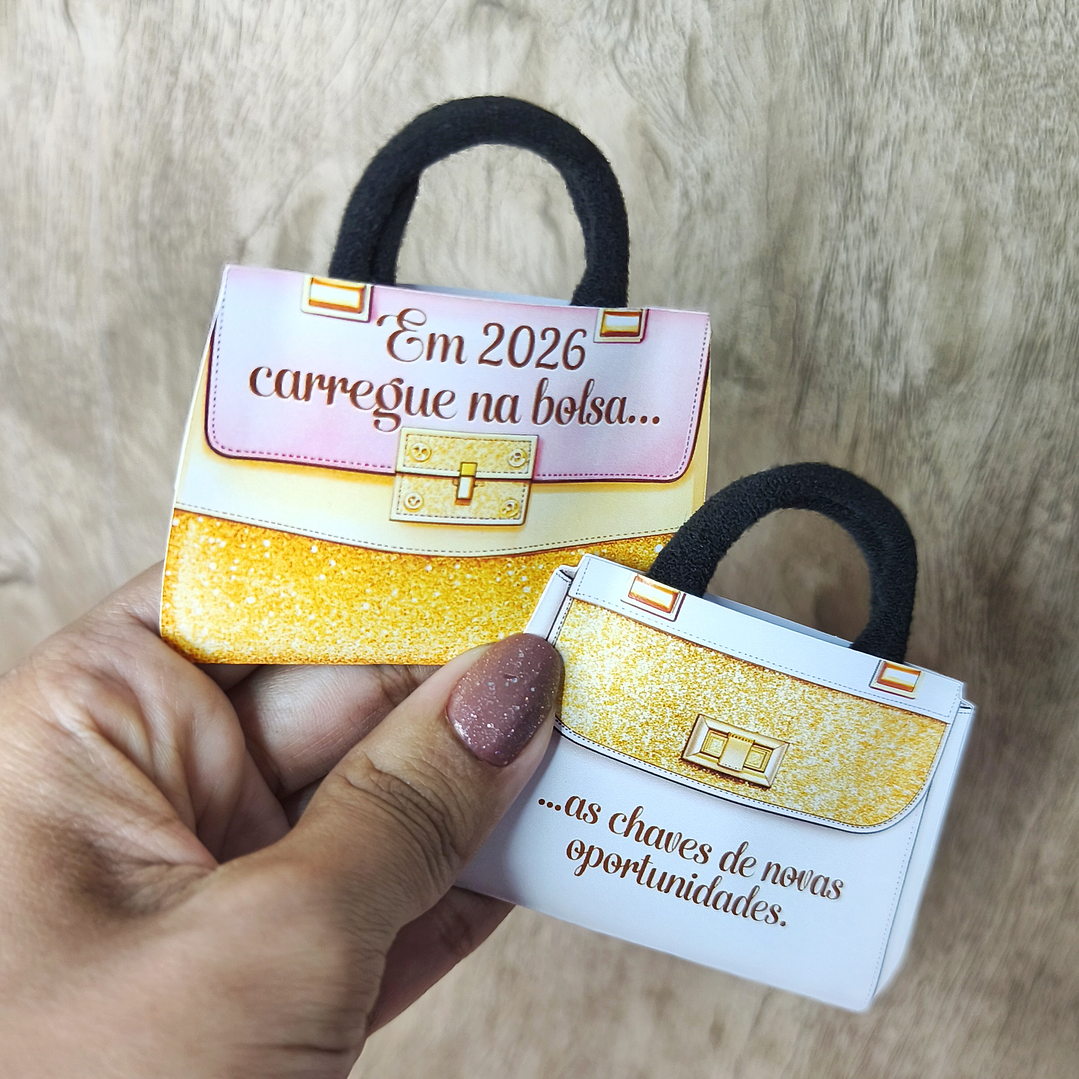 Em 2026
carregue na bolsa...
...as chaves de novas
oportunidades.